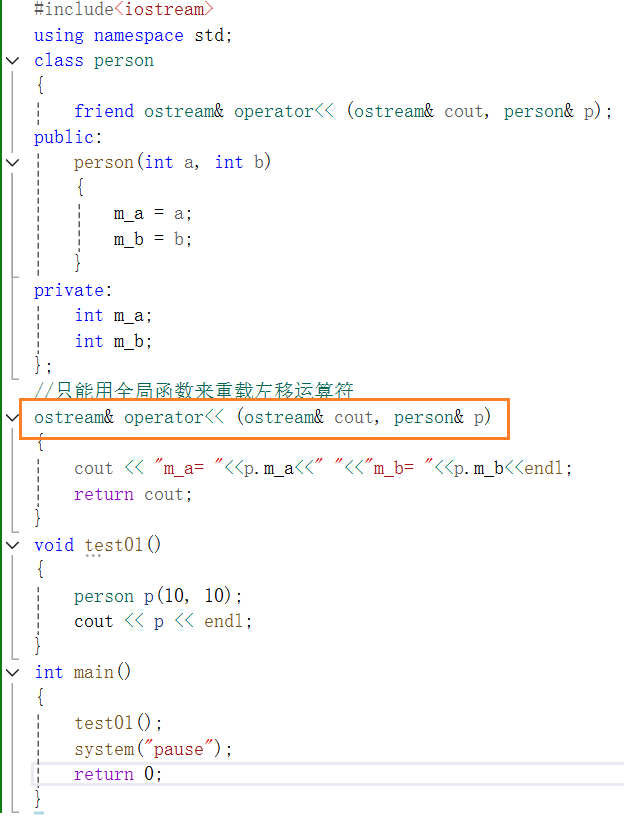 #include<iostream>
using namespace std;
class person
{
friend ostream& operator<< (ostream& cout, person& p);
public:
person(int a, int b)
{
m_a = a;
m_b = b;
}
private:
int m_a;
int m_b;
};
//只能用全局函数来重载左移运算符
ostream& operator<< (ostream& cout, person& p)
{
cout << "m_a= "<<p.m_a<<" "<<"m_b= "<<p.m_b<<endl;
return cout;
}
void test01()
{
person p(10, 10);
cout << p << endl;
}
int main()
{
test01();
system("pause");
return 0;
}